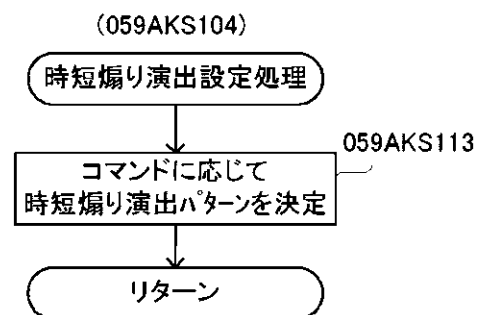 (059AKS104)
時短煽り演出設定処理
059AKS113
コマンドに応じて
時短煽り演出パターンを決定
リターン